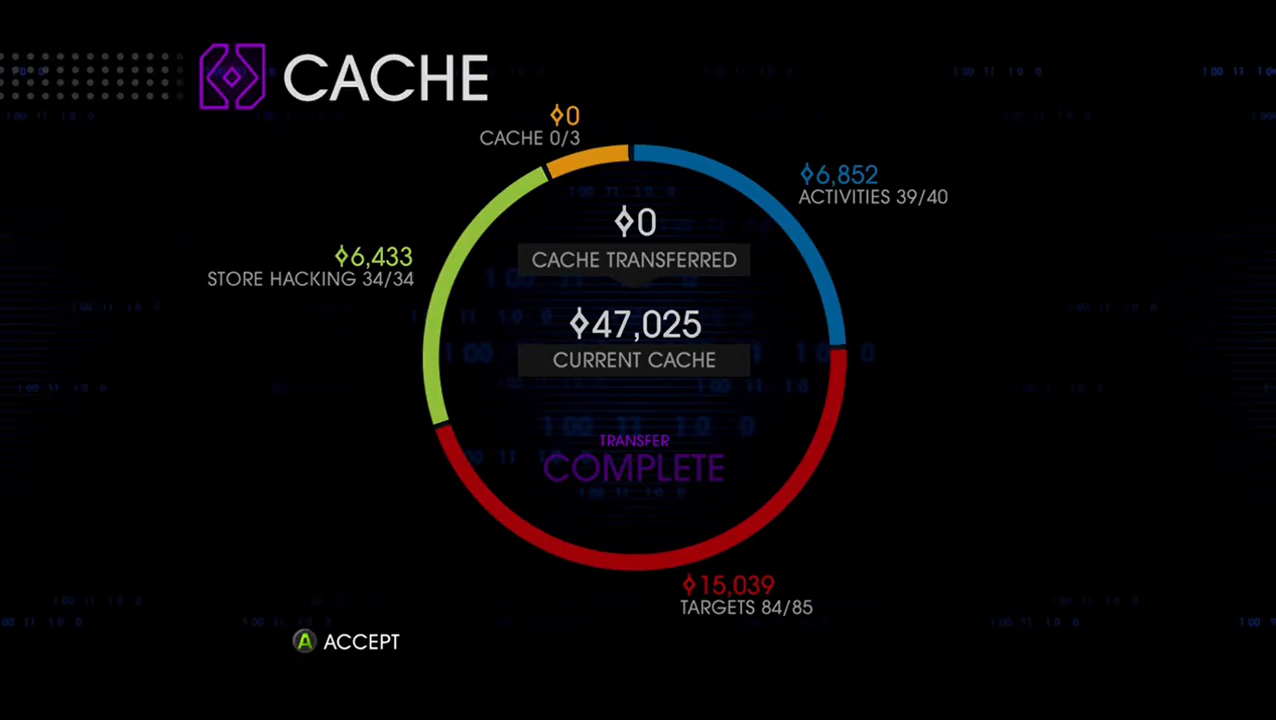 CACHE
0
CACHE 0/3
6,852
ACTIVITIES 39/40
0
CACHE TRANSFERRED
6,433
STORE HACKING 34/34
47,025
CURRENT CACHE
TRANSFER
COMPLETE
15,039
TARGETS 84/85
A ACCEPT